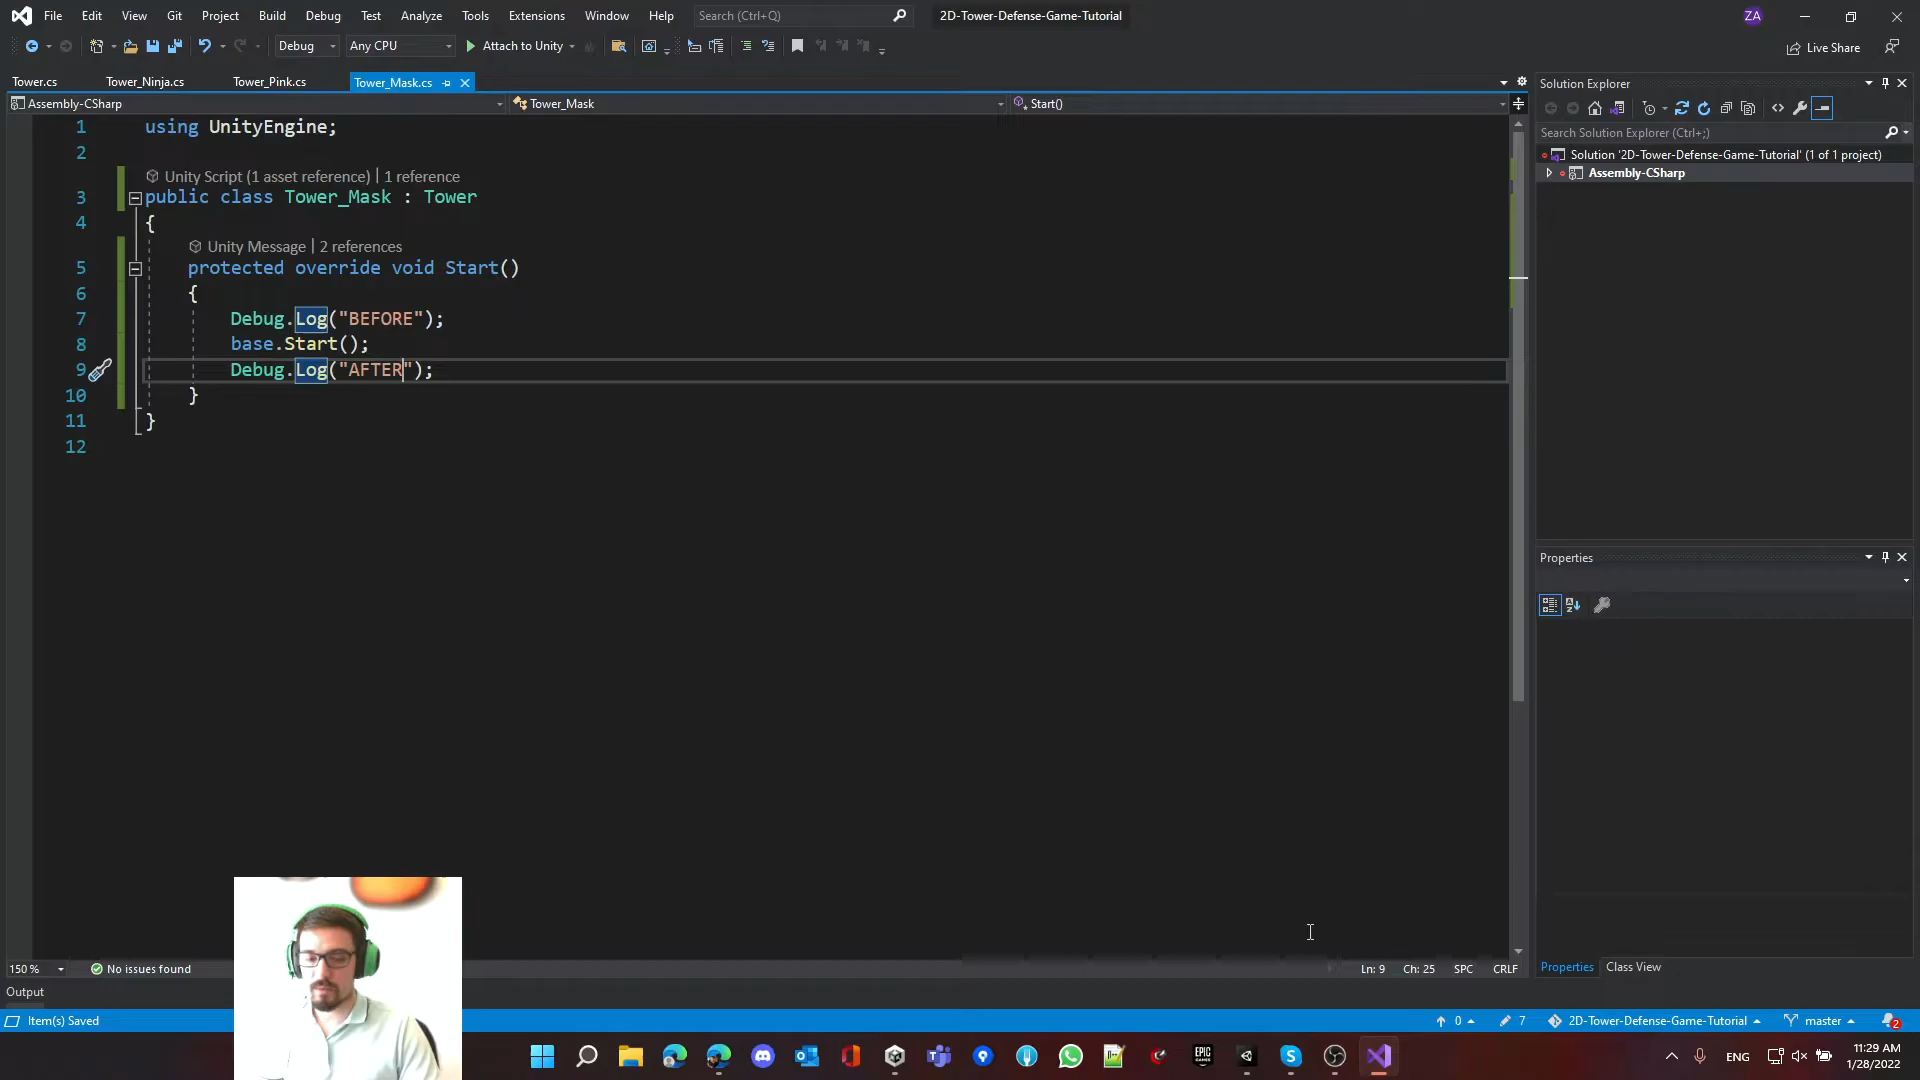 File Edit View Git Project Build Debug Test Analyze Tools Extensions Window Help Search (Ctrl+Q) 2D-Tower-Defense-Game-Tutorial ZA
Debug Any CPU Attach to Unity Live Share
Tower.cs Tower_Ninja.cs Tower_Pink.cs Tower_Mask.cs
Assembly-CSharp Tower_Mask Start()
1 using UnityEngine;
2
Unity Script (1 asset reference) | 1 reference
3 public class Tower_Mask : Tower
4 {
Unity Message | 2 references
5 protected override void Start()
6 {
7 Debug.Log("BEFORE");
8 base.Start();
9 Debug.Log("AFTER");
10 }
11 }
12
150 % No issues found Ln: 9 Ch: 25 SPC CRLF
Output
Solution Explorer
Search Solution Explorer (Ctrl+;)
Solution '2D-Tower-Defense-Game-Tutorial' (1 of 1 project)
Assembly-CSharp
Properties
Properties Class View
Item(s) Saved 0 7 2D-Tower-Defense-Game-Tutorial master 2
EPIC GAMES
ENG 11:29 AM
1/28/2022